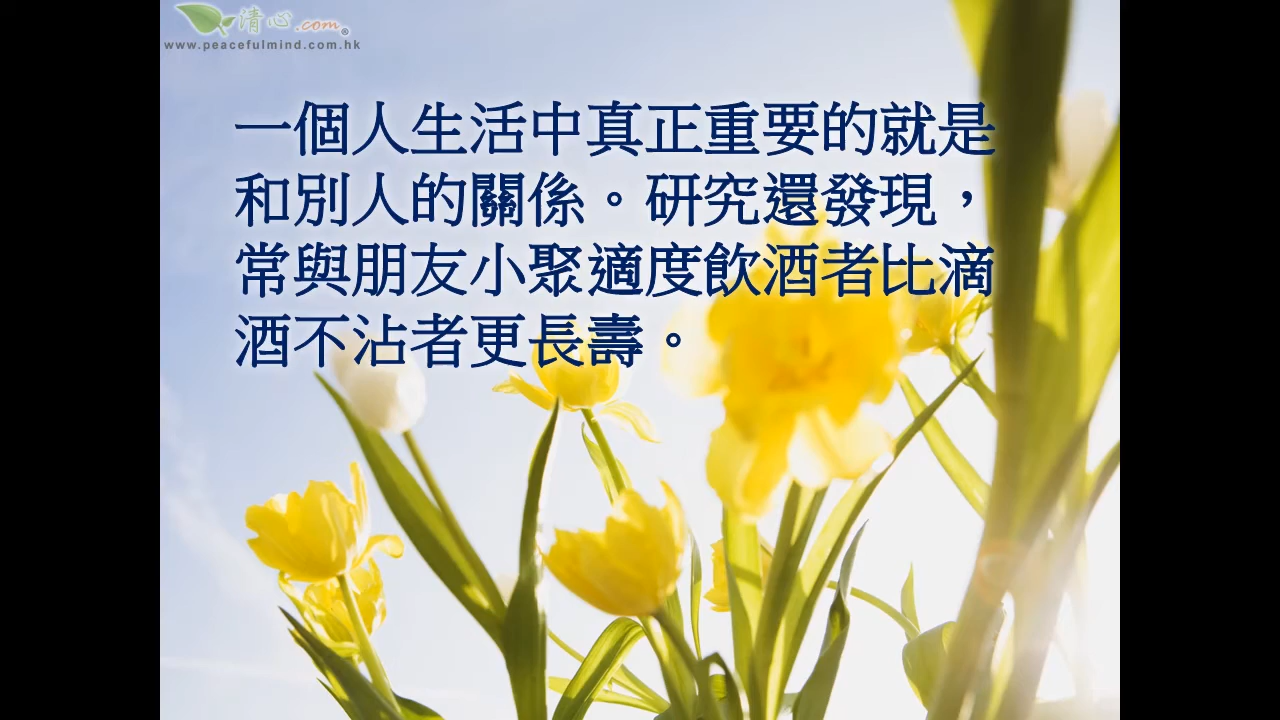 清心.com®
www.peacefulmind.com.hk
一個人生活中真正重要的就是
和別人的關係。研究還發現，
常與朋友小聚適度飲酒者比滴
酒不沾者更長壽。